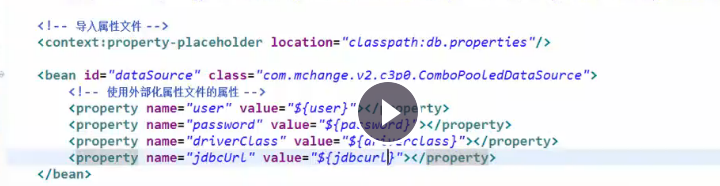 <!-- 导入属性文件 -->
<context:property-placeholder location="classpath:db.properties"/>
<bean id="dataSource" class="com.mchange.v2.c3p0.ComboPooledDataSource">
<!-- 使用外部化属性文件的属性 -->
<property name="user" value="${user}"></property>
<property name="password" value="${password}"></property>
<property name="driverClass" value="${driverclass}"></property>
<property name="jdbcUrl" value="${jdbcurl}"></property>
</bean>